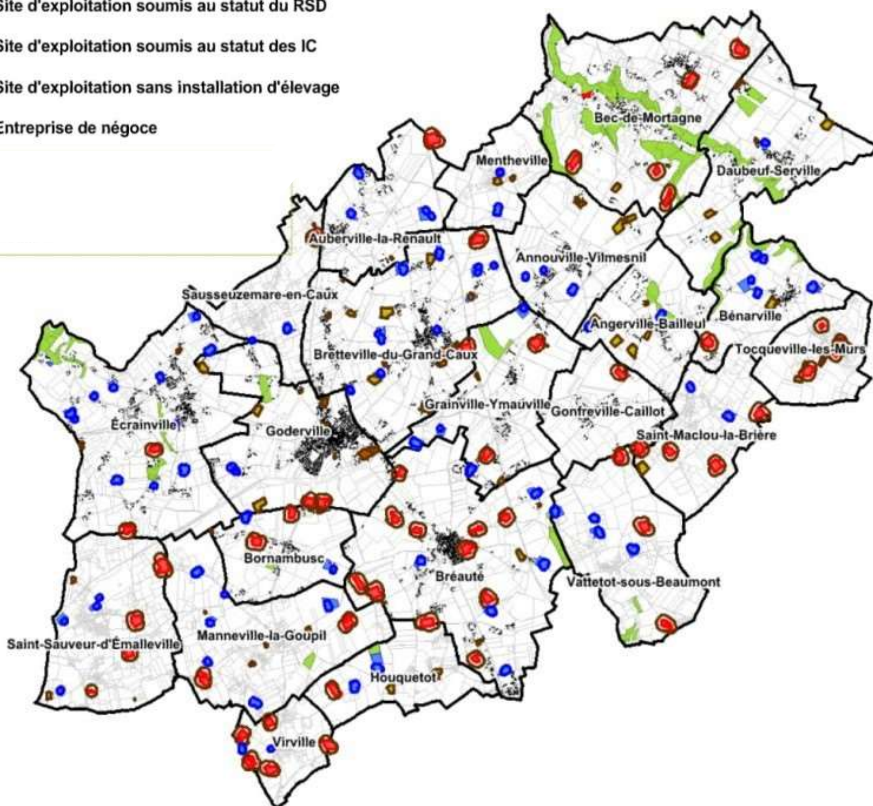 Site d'exploitation soumis au statut du RSD
Site d'exploitation soumis au statut des IC
Site d'exploitation sans installation d'élevage
Entreprise de négoce
Bec-de-Mortagne
Mentheville
Daubeuf-Serville
Auberville-la-Renault
Annouville-Vilmesnil
Sausseuzemare-en-Caux
Bénarville
Angerville-Bailleul
Tocqueville-les-Murs
Bretteville-du-Grand-Caux
Grainville-Ymauville
Gonfreville-Caillot
Écrainville
Goderville
Saint-Maclou-la-Brière
Bornambusc
Bréauté
Vattetot-sous-Beaumont
Saint-Sauveur-d'Émalleville
Manneville-la-Goupil
Houquetot
Virville